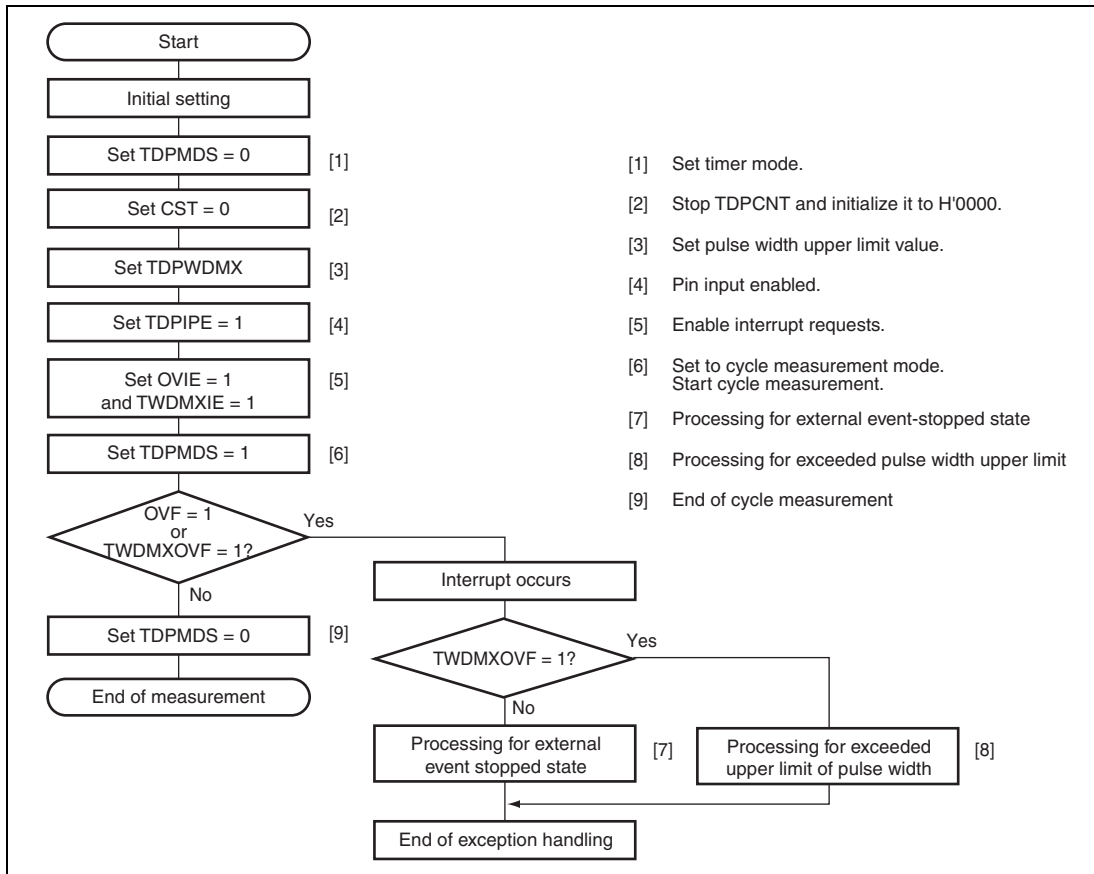 Start
Initial setting
Set TDPMDS = 0
[1]
Set CST = 0
[2]
Set TDPWDMX
[3]
Set TDPIPE = 1
[4]
Set OVIE = 1
and TWDMXIE = 1
[5]
Set TDPMDS = 1
[6]
OVF = 1
or
TWDMXOVF = 1?
Yes
No
Set TDPMDS = 0
[9]
End of measurement
Interrupt occurs
TWDMXOVF = 1?
Yes
No
Processing for external
event stopped state
[7]
Processing for exceeded
upper limit of pulse width
[8]
End of exception handling
[1] Set timer mode.
[2] Stop TDPCNT and initialize it to H'0000.
[3] Set pulse width upper limit value.
[4] Pin input enabled.
[5] Enable interrupt requests.
[6] Set to cycle measurement mode.
Start cycle measurement.
[7] Processing for external event-stopped state
[8] Processing for exceeded pulse width upper limit
[9] End of cycle measurement